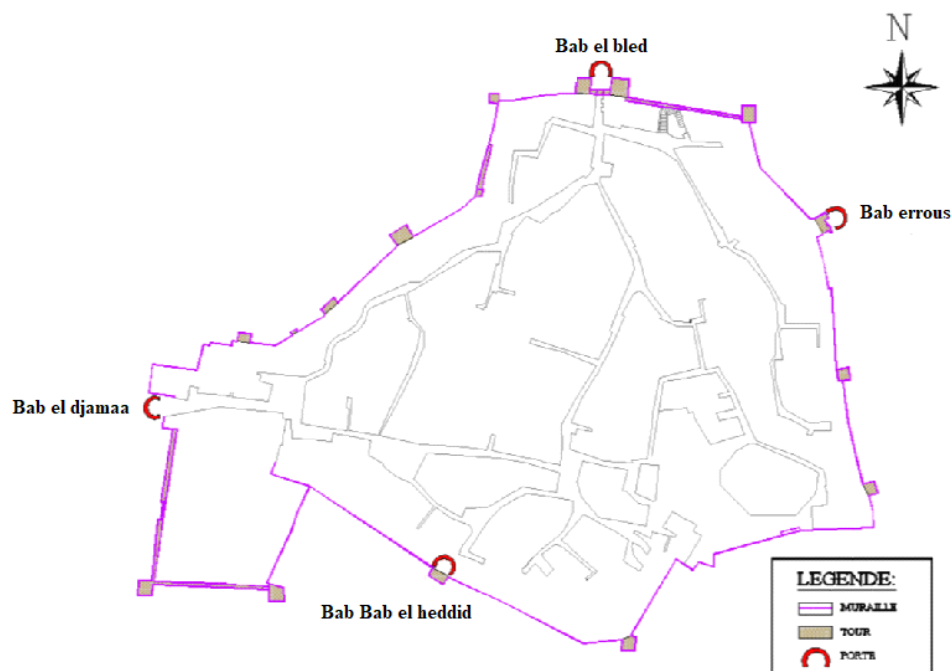 Bab el bled
N
Bab errous
Bab el djamaa
Bab Bab el heddid
LEGENDE:
MURAILLE
TOUR
PORTE